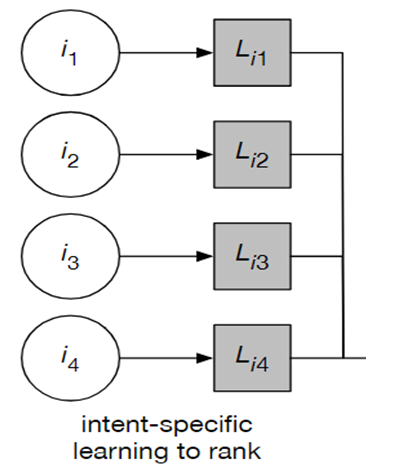 i1
Li1
i2
Li2
i3
Li3
i4
Li4
intent-specific
learning to rank